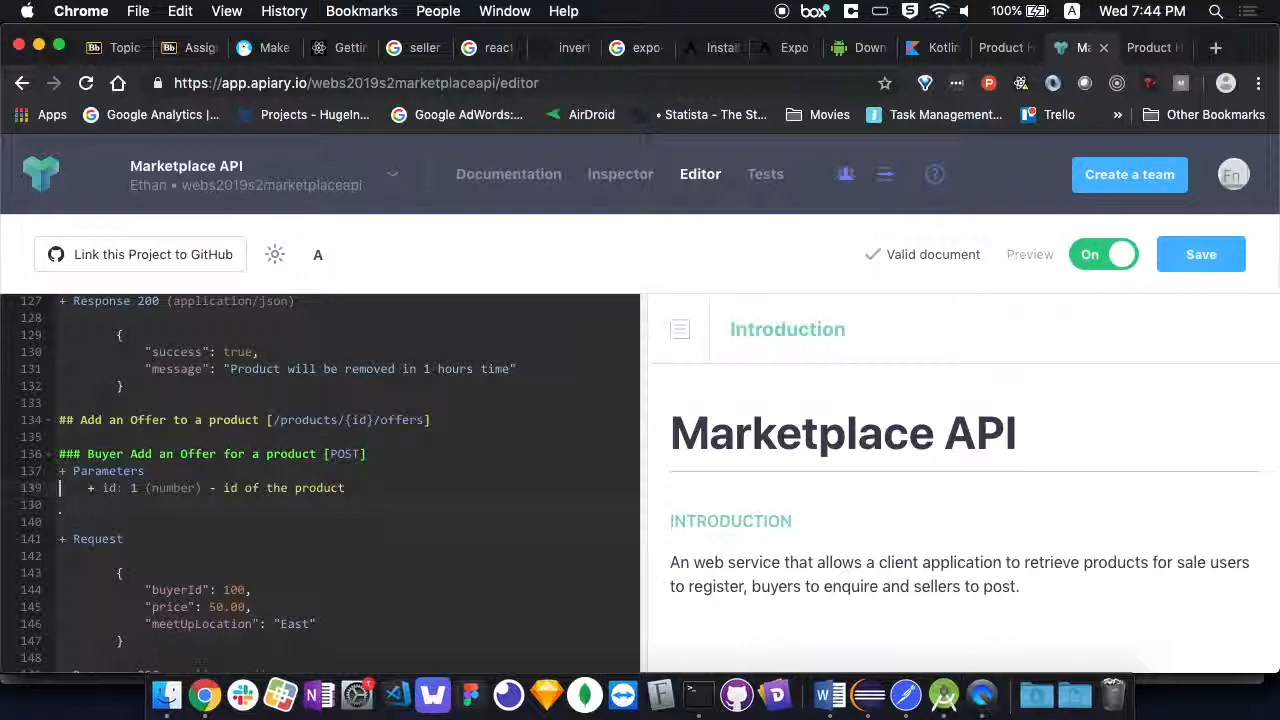 Chrome File Edit View History Bookmarks People Window Help box 100% A Wed 7:44 PM
Bb Topic Bb Assig Make Gettin seller react invert expo- Install Expo Down Kotlin Product H Ma Product H
https://app.apiary.io/webs2019s2marketplaceapi/editor
Apps Google Analytics |... Projects - HugeIn... Google AdWords:... AirDroid • Statista - The St... Movies Task Management... Trello » Other Bookmarks
Marketplace API
Ethan • webs2019s2marketplaceapi
Documentation Inspector Editor Tests ? Create a team Fn
Link this Project to GitHub A Valid document Preview On Save
127 + Response 200 (application/json)
128
129 {
130 "success": true,
131 "message": "Product will be removed in 1 hours time"
132 }
133
134 ## Add an Offer to a product [/products/{id}/offers]
135
136 ### Buyer Add an Offer for a product [POST]
137 + Parameters
139 + id: 1 (number) - id of the product
130 .
140
141 + Request
142
143 {
144 "buyerId": 100,
145 "price": 50.00,
146 "meetUpLocation": "East"
147 }
148
Introduction
Marketplace API
INTRODUCTION
An web service that allows a client application to retrieve products for sale users
to register, buyers to enquire and sellers to post.